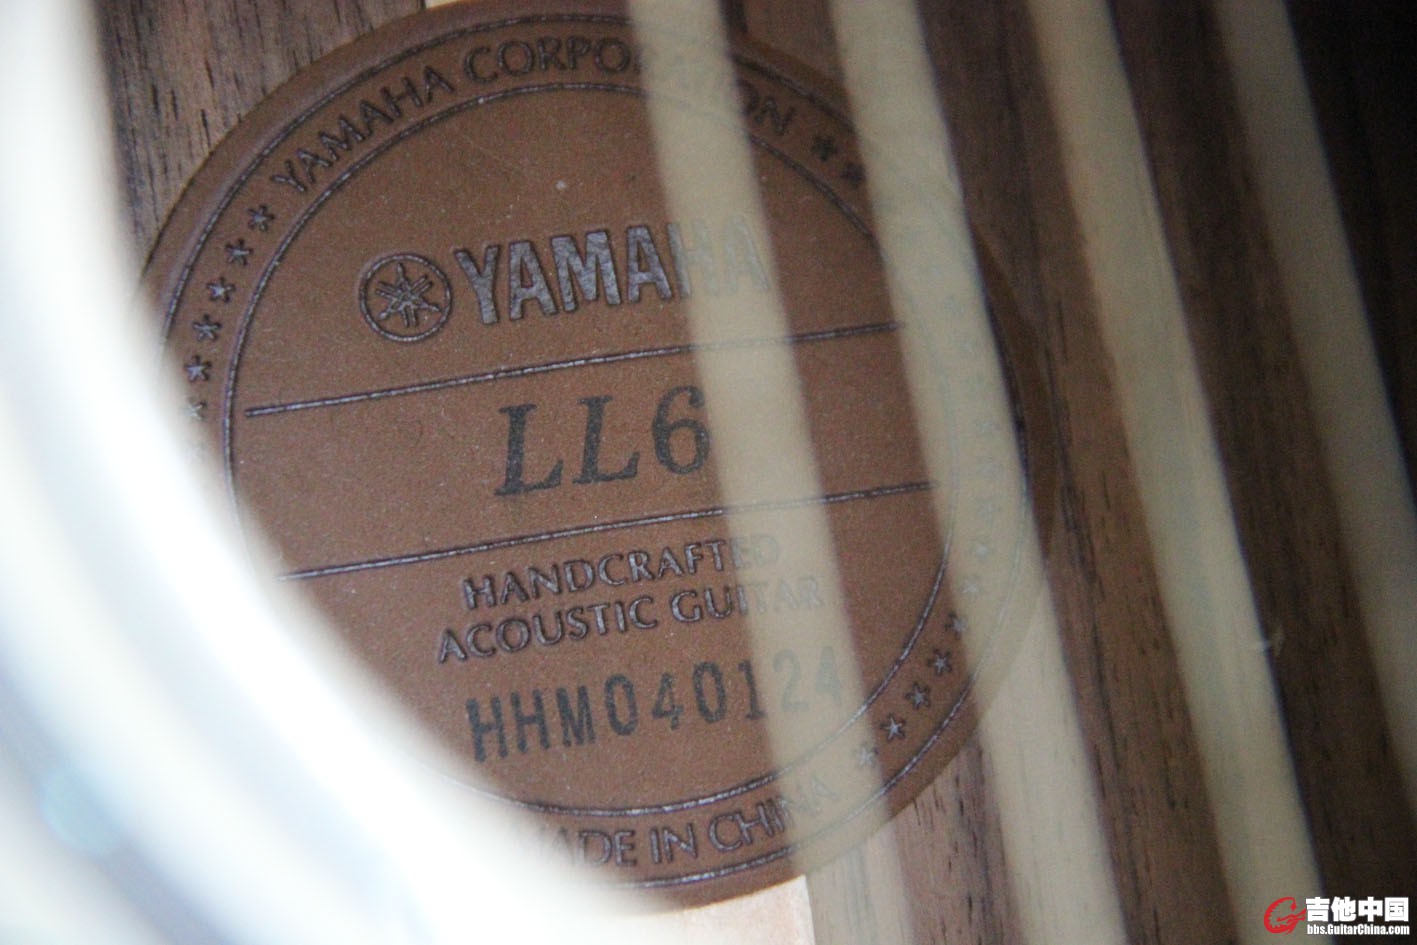 YAMAHA CORPORATION
YAMAHA
LL6
HANDCRAFTED
ACOUSTIC GUITAR
HHM040124
MADE IN CHINA
吉他中国
bbs.GuitarChina.com